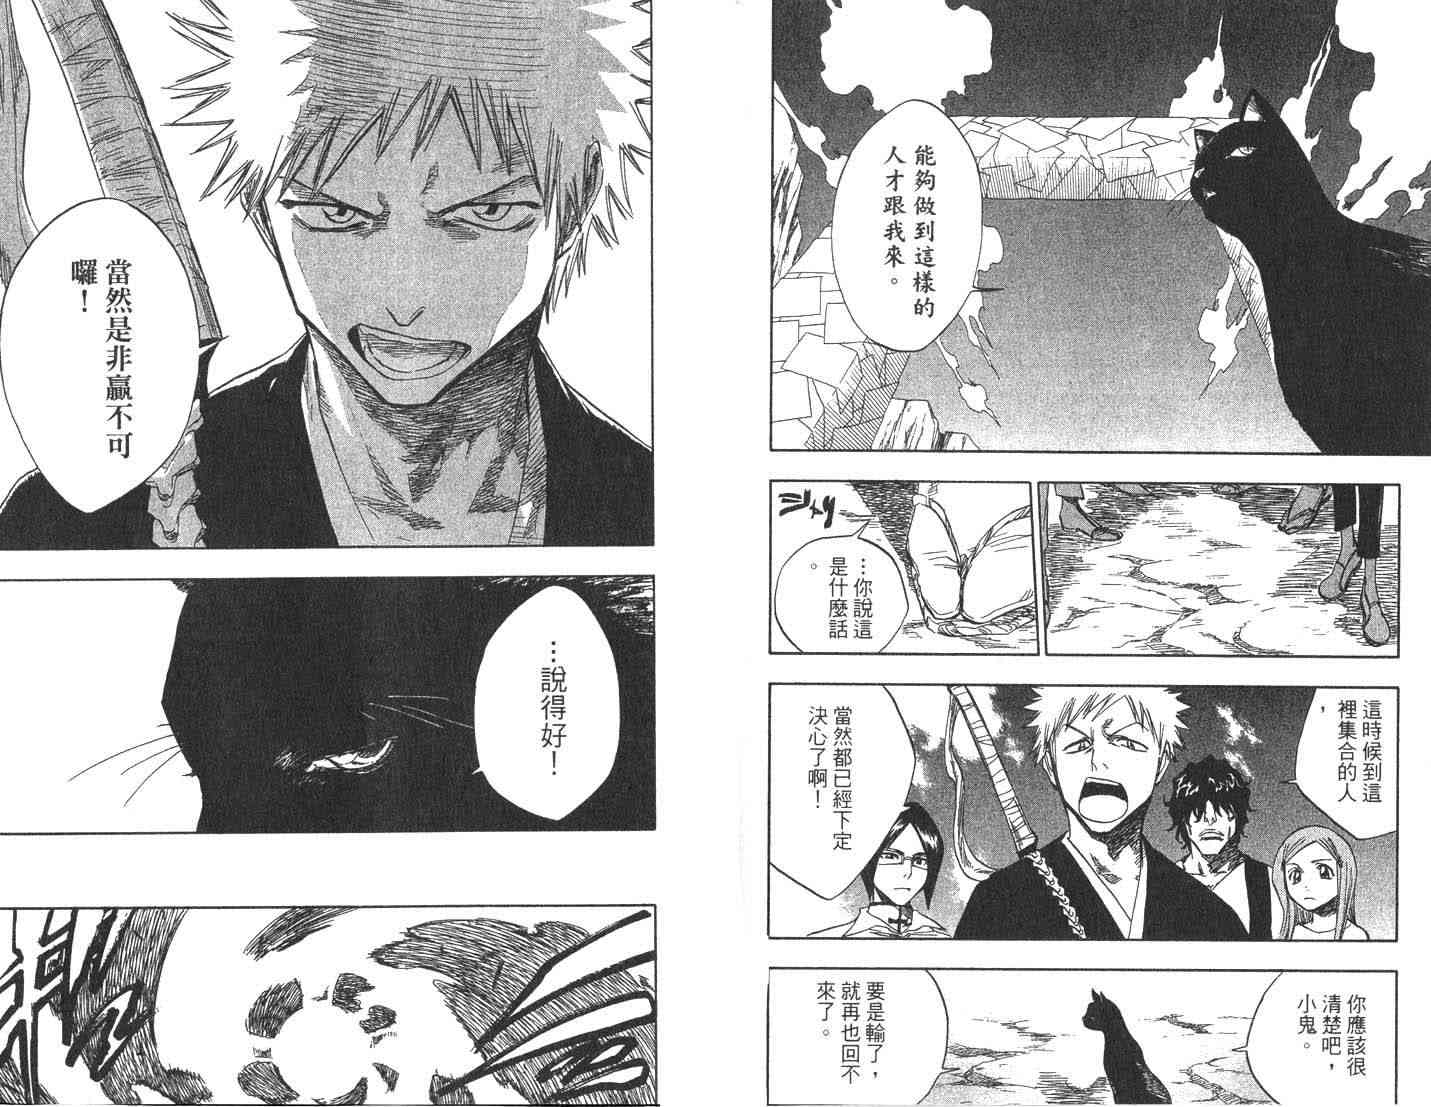 能夠做到這樣的
人才跟我來。
ジャリ
…你說這
是什麼話
。
這時候到這
裡集合的人
，
當然都已經下定
決心了啊！
你應該很
清楚吧，
小鬼。
要是輸了，
就再也回不
來了。
當然是非贏不可
囉！
…說得好！